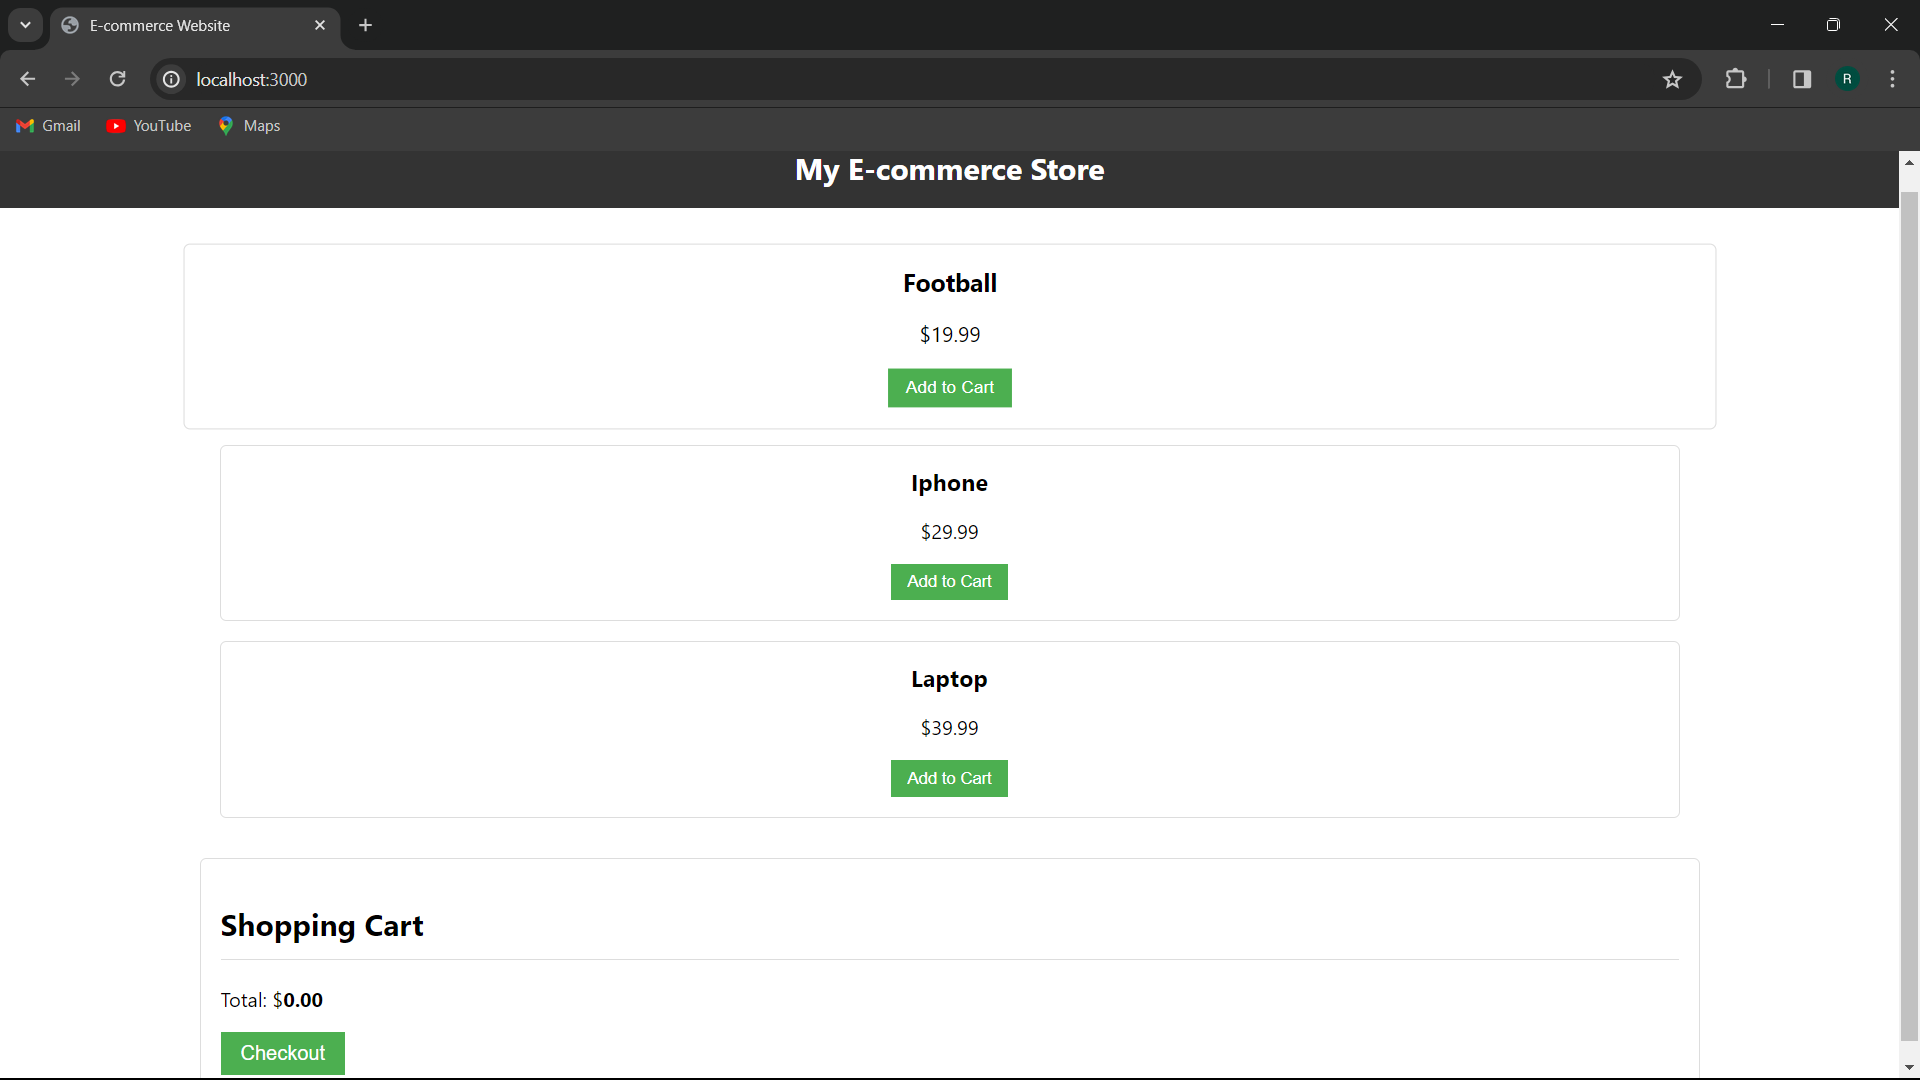 E-commerce Website
localhost:3000
R
Gmail YouTube Maps
My E-commerce Store
Football
$19.99
Add to Cart
Iphone
$29.99
Add to Cart
Laptop
$39.99
Add to Cart
Shopping Cart
Total: $0.00
Checkout